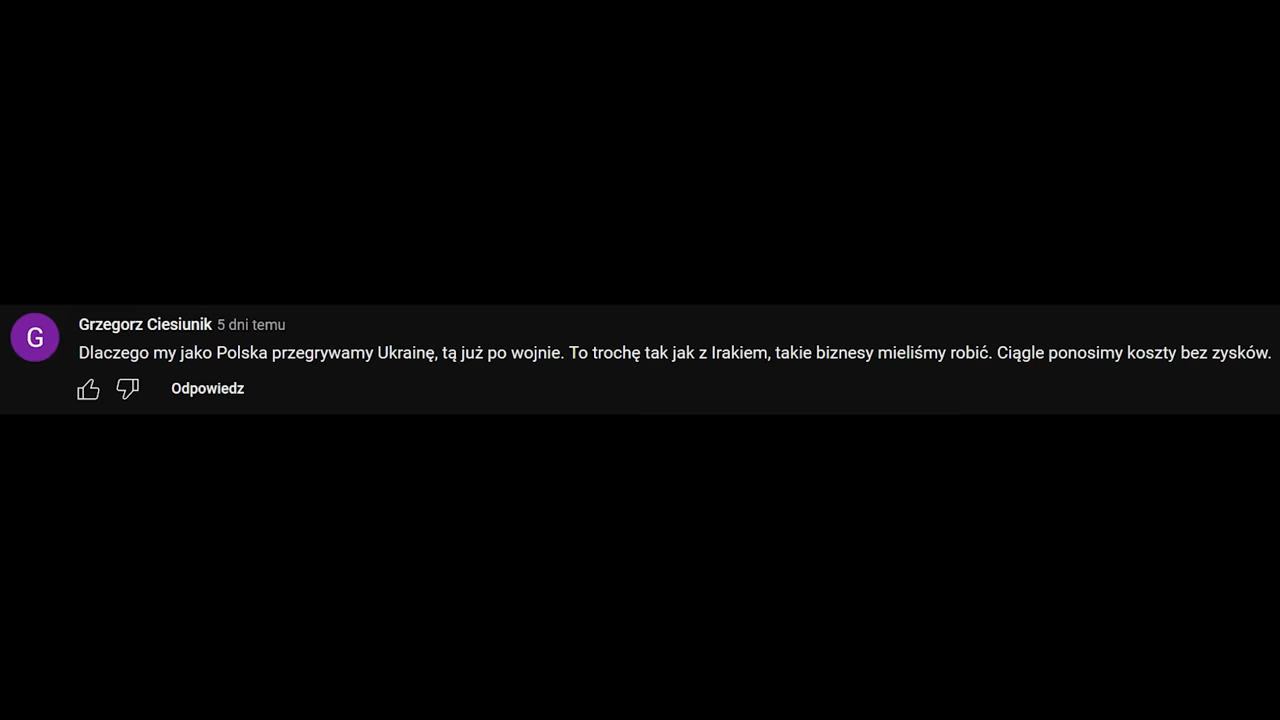 G
Grzegorz Ciesiunik 5 dni temu
Dlaczego my jako Polska przegrywamy Ukrainę, tą już po wojnie. To trochę tak jak z Irakiem, takie biznesy mieliśmy robić. Ciągle ponosimy koszty bez zysków.
Odpowiedz